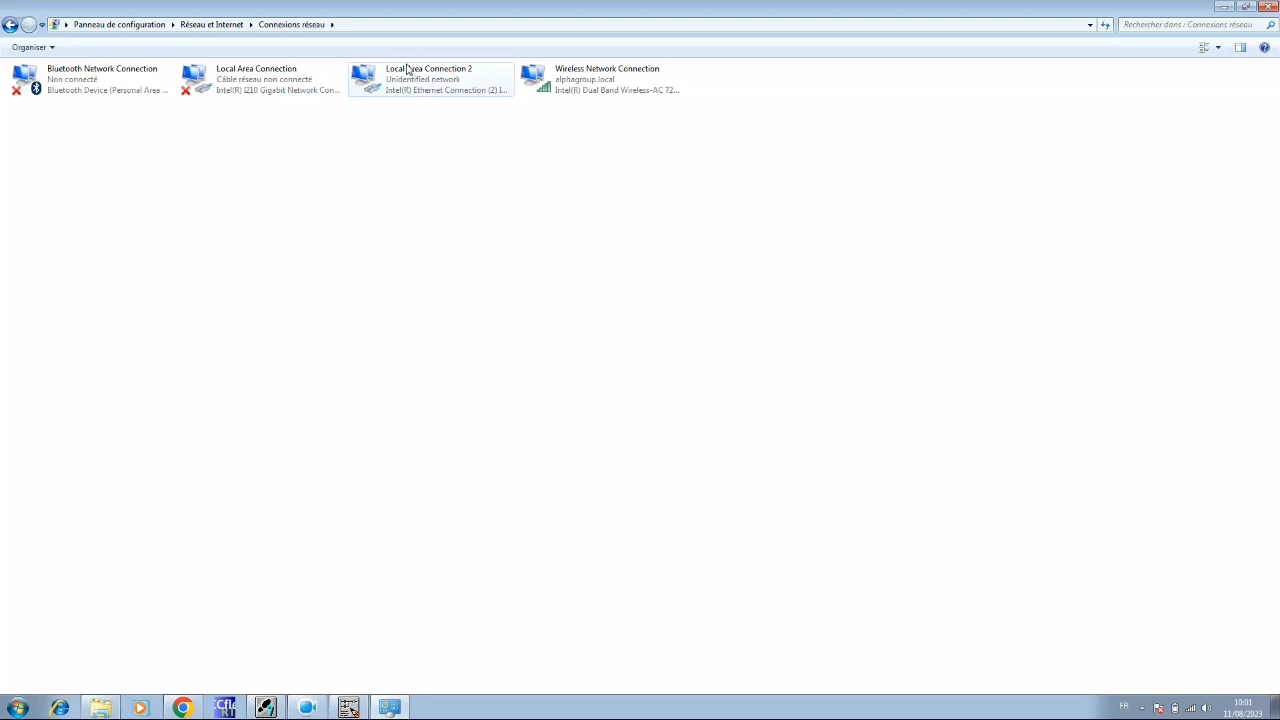 Panneau de configuration ▸ Réseau et Internet ▸ Connexions réseau ▸
Rechercher dans : Connexions réseau
Organiser ▾
Bluetooth Network Connection
Non connecté
Bluetooth Device (Personal Area ...
Local Area Connection
Câble réseau non connecté
Intel(R) I210 Gigabit Network Con...
Local Area Connection 2
Unidentified network
Intel(R) Ethernet Connection (2) I...
Wireless Network Connection
alphagroup.local
Intel(R) Dual Band Wireless-AC 72...
FR
10:01
11/08/2023